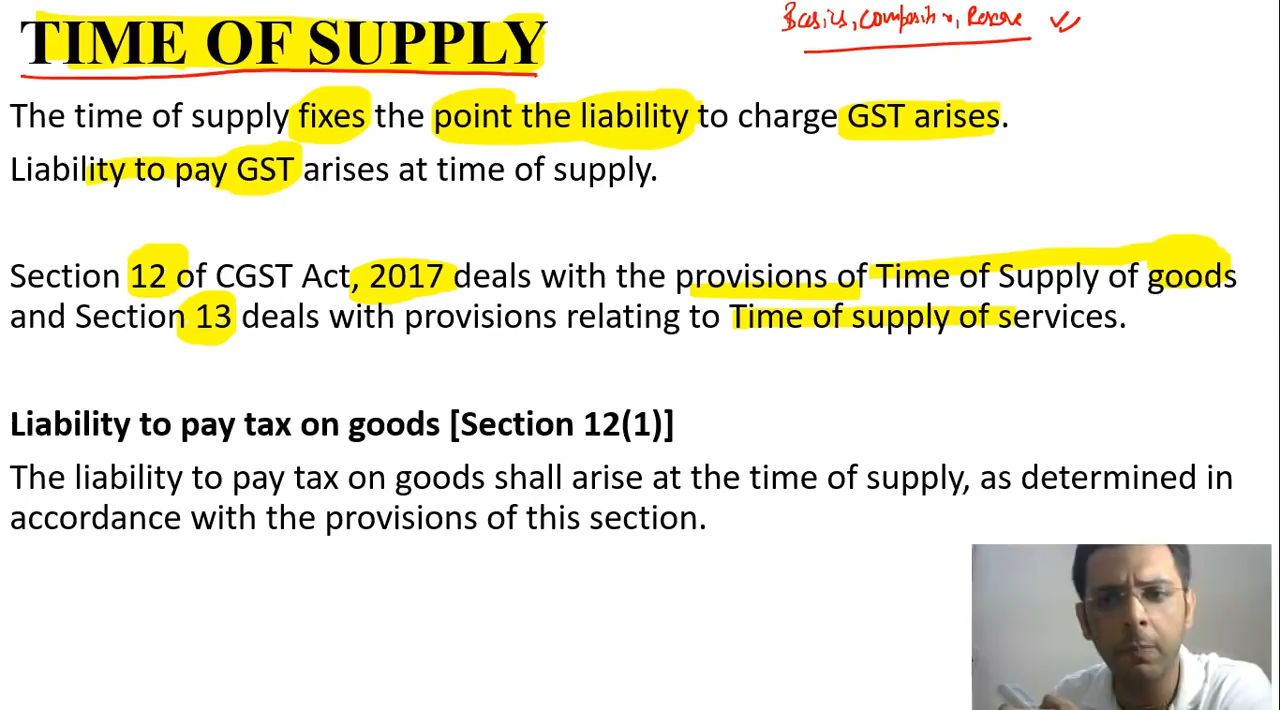 TIME OF SUPPLY
Basics, Composition, Reverse
The time of supply fixes the point the liability to charge GST arises.
Liability to pay GST arises at time of supply.
Section 12 of CGST Act, 2017 deals with the provisions of Time of Supply of goods
and Section 13 deals with provisions relating to Time of supply of services.
Liability to pay tax on goods [Section 12(1)]
The liability to pay tax on goods shall arise at the time of supply, as determined in
accordance with the provisions of this section.